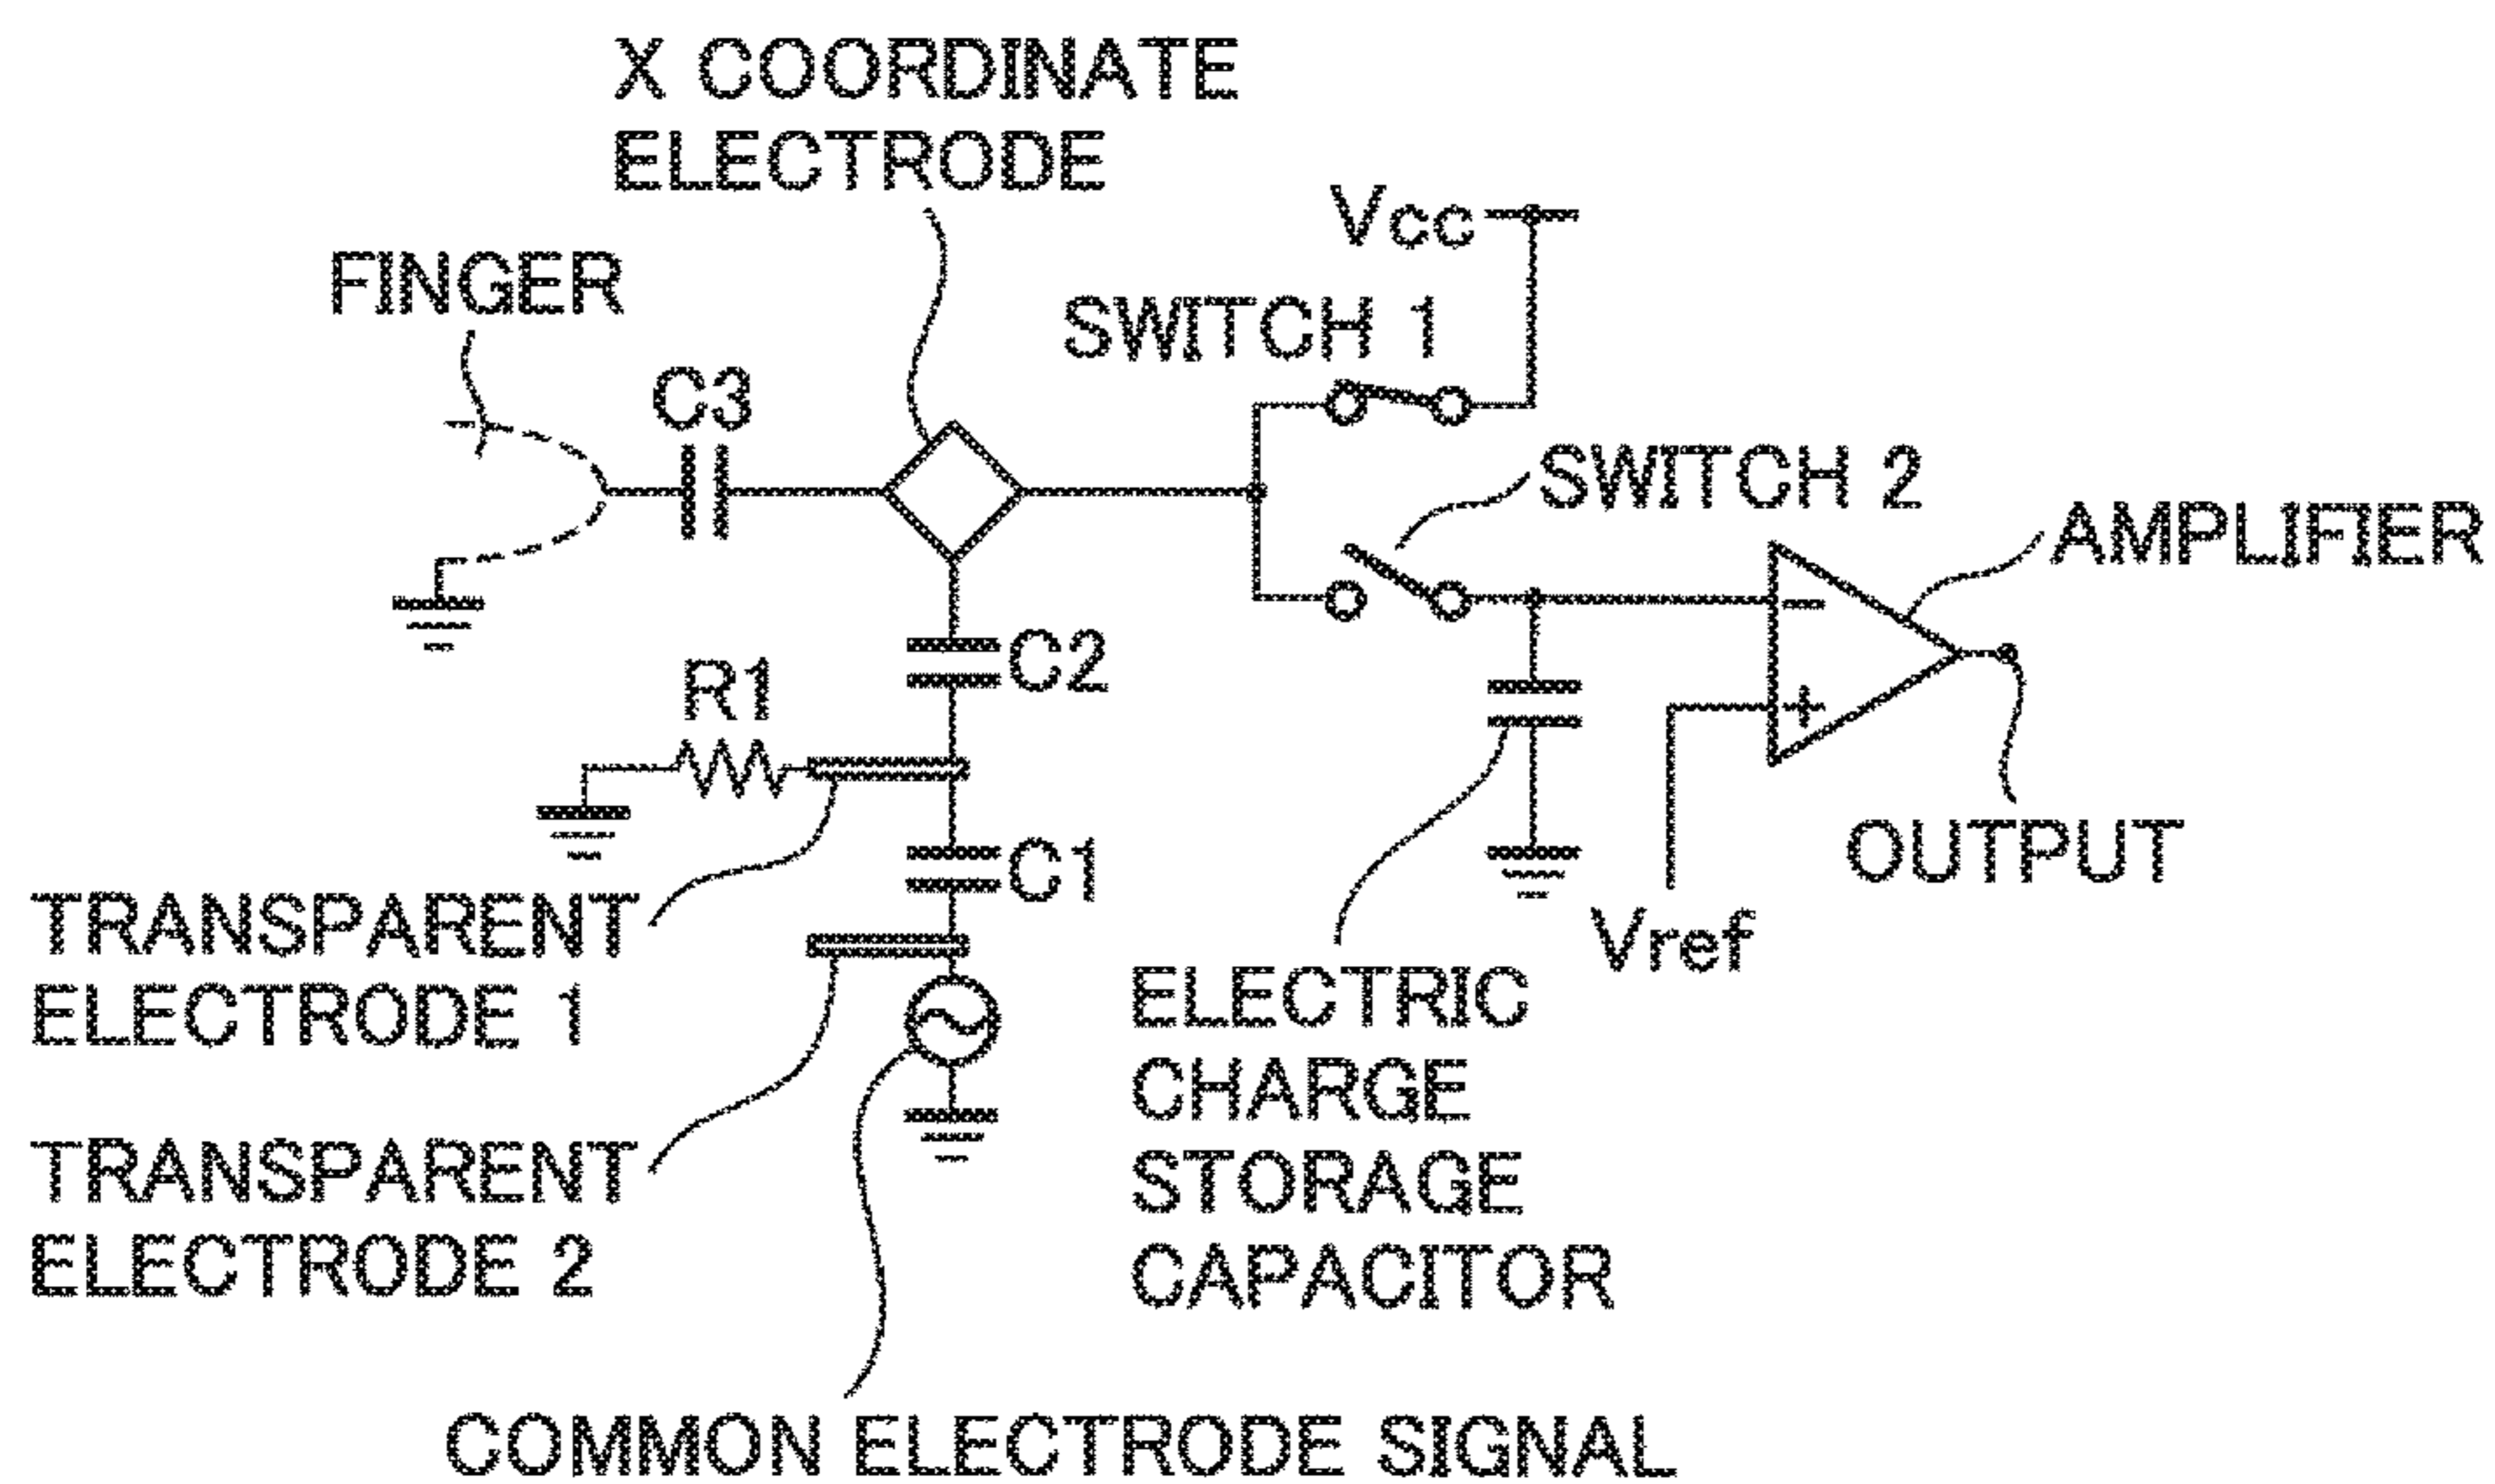 X COORDINATE
ELECTRODE
Vcc
FINGER
SWITCH 1
C3
SWITCH 2
AMPLIFIER
-
C2
R1
+
C1
OUTPUT
TRANSPARENT
ELECTRODE 1
Vref
ELECTRIC
CHARGE
STORAGE
CAPACITOR
TRANSPARENT
ELECTRODE 2
COMMON ELECTRODE SIGNAL